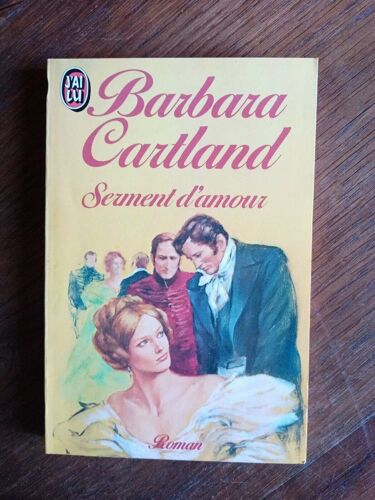 J'AI
LU
Barbara
Cartland
Serment d'amour
Roman